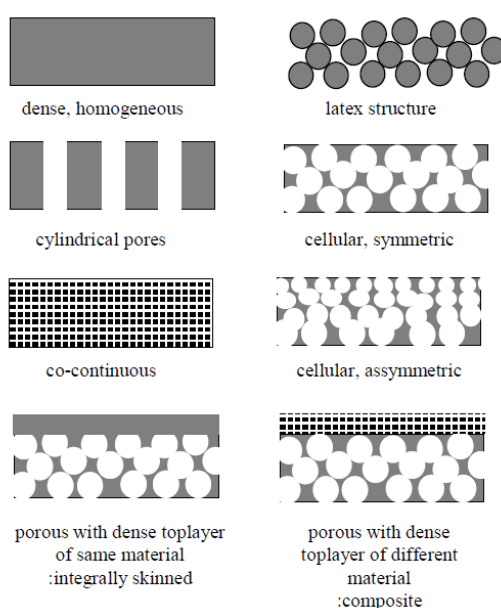 dense, homogeneous
latex structure
cylindrical pores
cellular, symmetric
co-continuous
cellular, assymmetric
porous with dense toplayer
of same material
:integrally skinned
porous with dense
toplayer of different
material
:composite